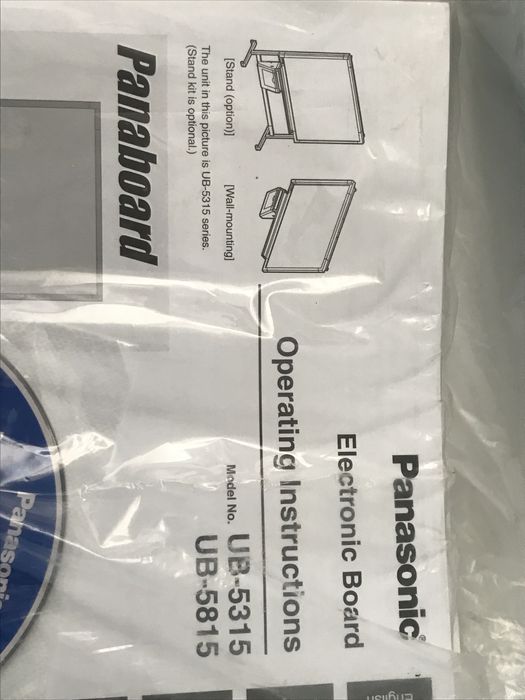 English
Panasonic®
Electronic Board
Operating Instructions
Model No. UB-5315
UB-5815
[Stand (option)]
[Wall-mounting]
The unit in this picture is UB-5315 series.
(Stand kit is optional.)
Panaboard
Panasonic